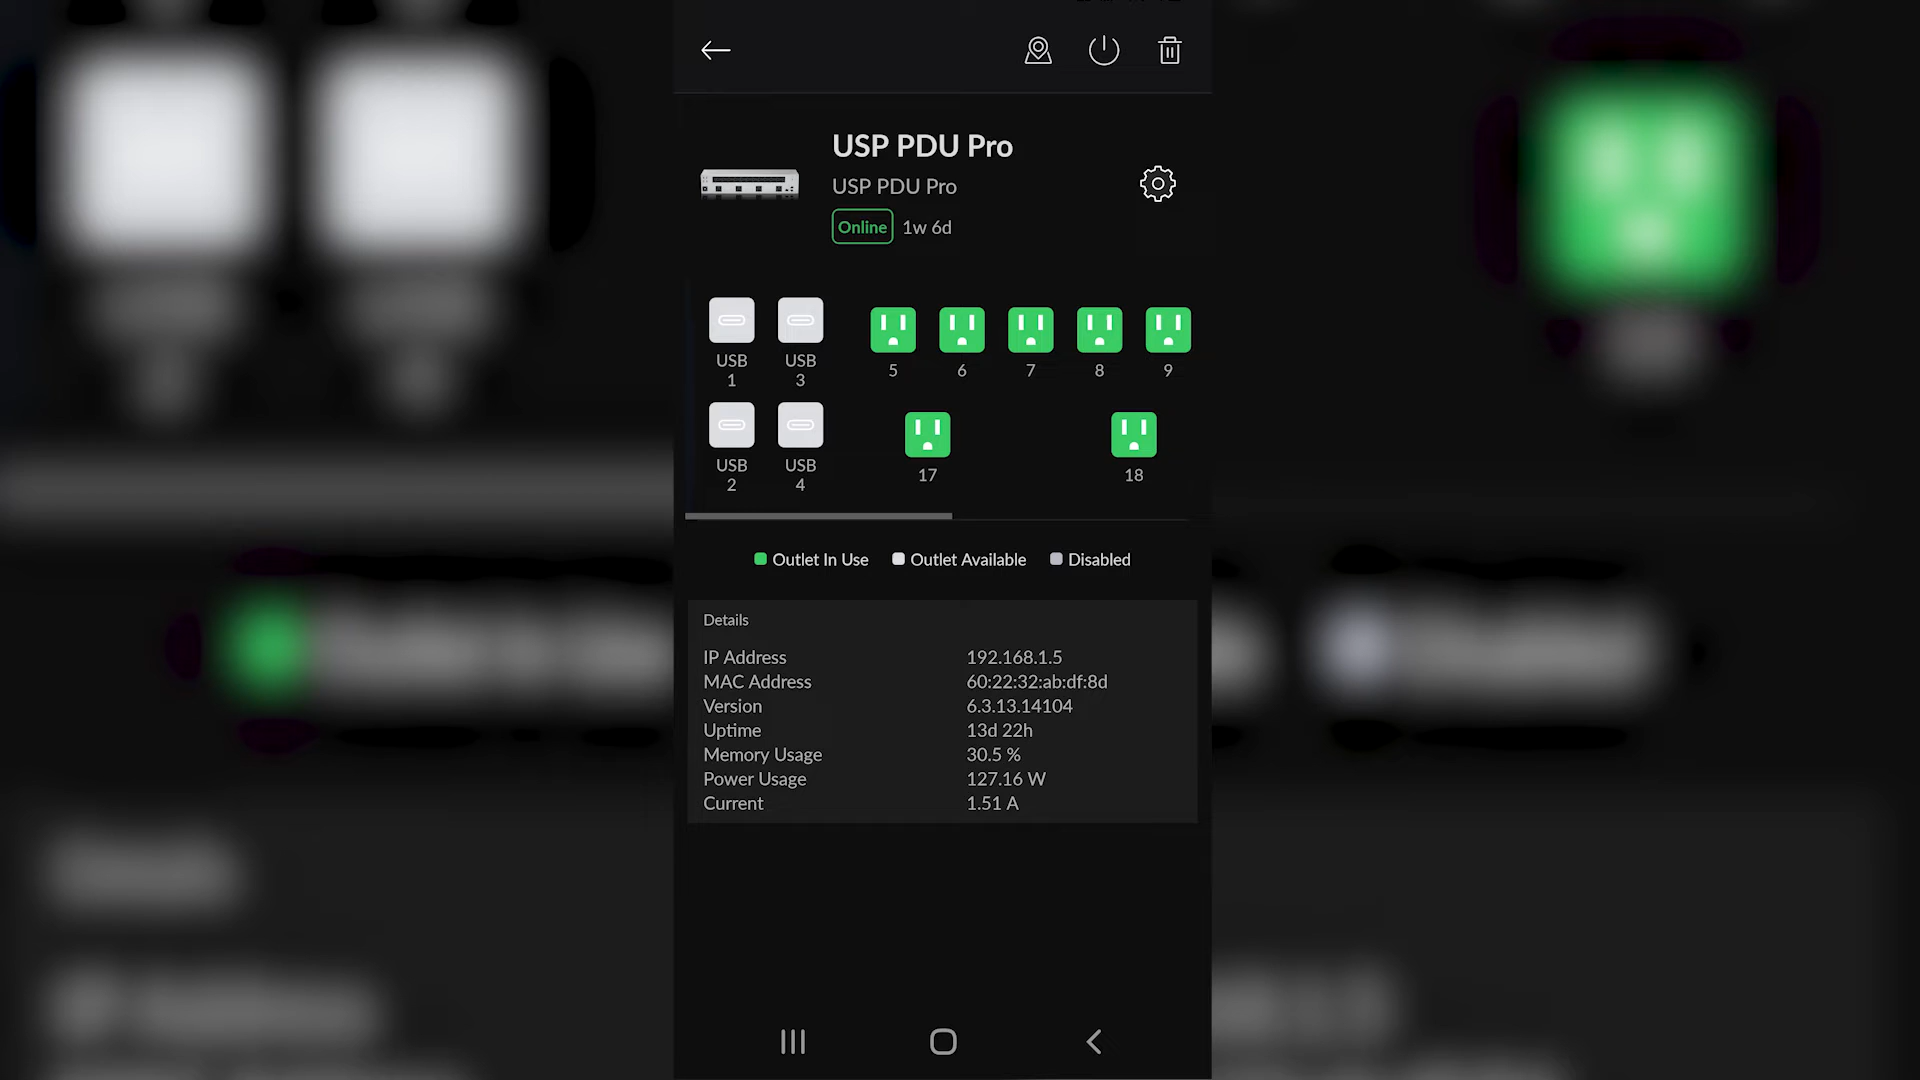 USP PDU Pro
USP PDU Pro
Online 1w 6d
USB 1
USB 3
5
6
7
8
9
USB 2
USB 4
17
18
Outlet In Use
Outlet Available
Disabled
Details
IP Address 192.168.1.5
MAC Address 60:22:32:ab:df:8d
Version 6.3.13.14104
Uptime 13d 22h
Memory Usage 30.5 %
Power Usage 127.16 W
Current 1.51 A